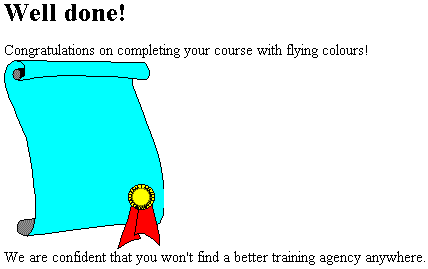 Well done!
Congratulations on completing your course with flying colours!
We are confident that you won't find a better training agency anywhere.